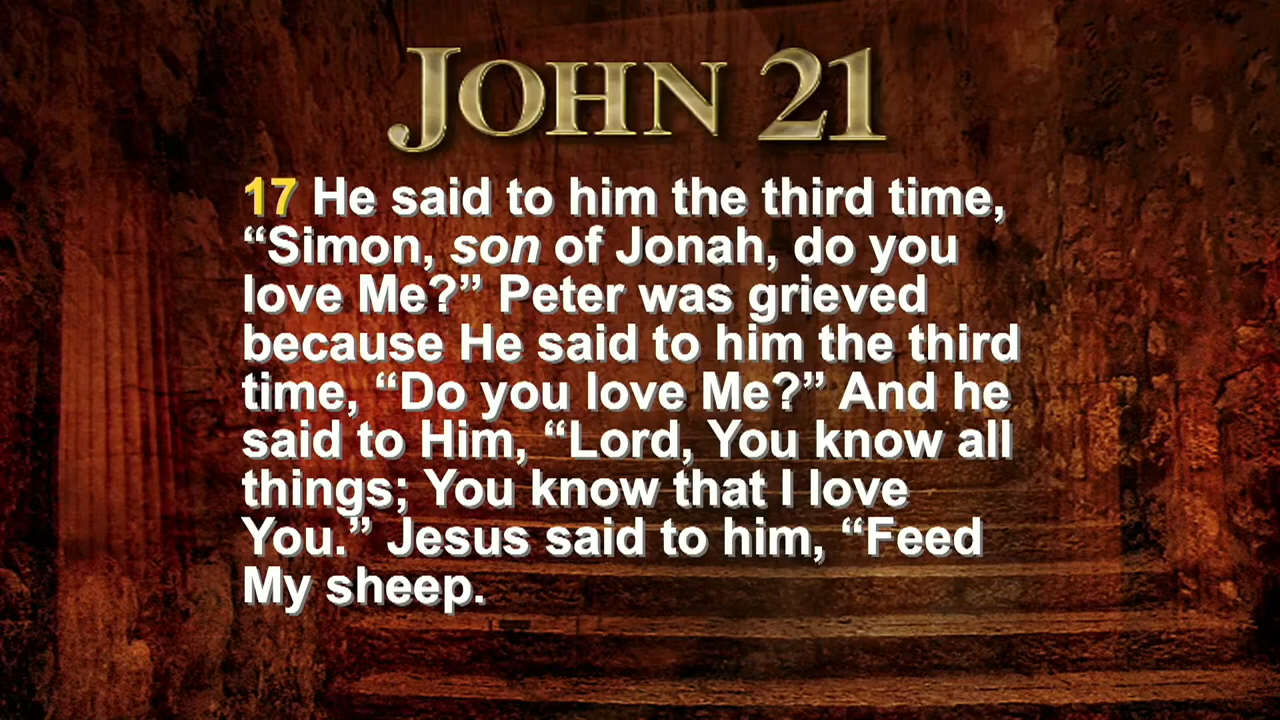 JOHN 21
17 He said to him the third time,
“Simon, son of Jonah, do you
love Me?” Peter was grieved
because He said to him the third
time, “Do you love Me?” And he
said to Him, “Lord, You know all
things; You know that I love
You.” Jesus said to him, “Feed
My sheep.